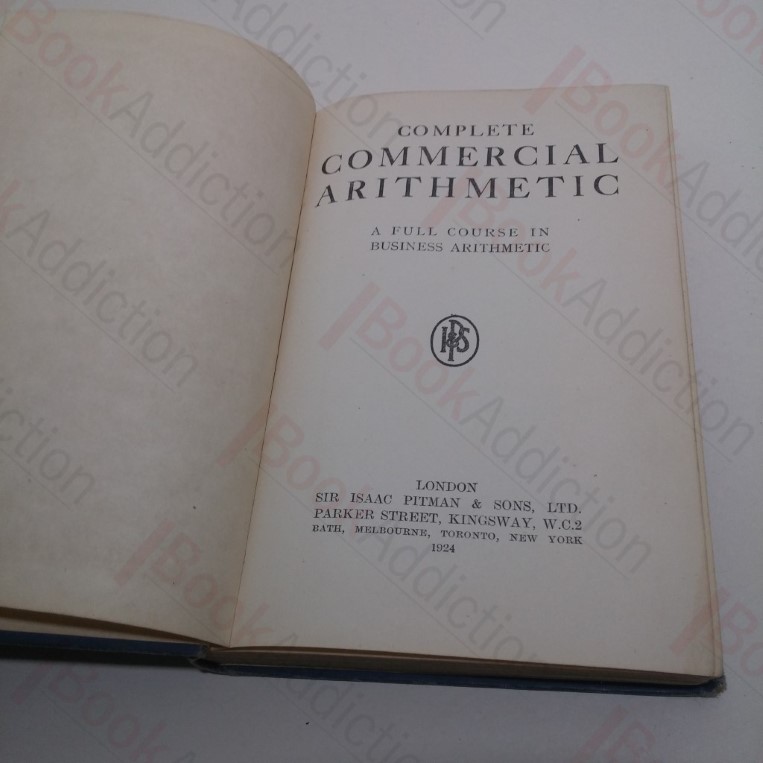 COMPLETE
COMMERCIAL
ARITHMETIC
A FULL COURSE IN
BUSINESS ARITHMETIC
LONDON
SIR ISAAC PITMAN & SONS, LTD.
PARKER STREET, KINGSWAY, W.C.2
BATH, MELBOURNE, TORONTO, NEW YORK
1924
BookAddiction